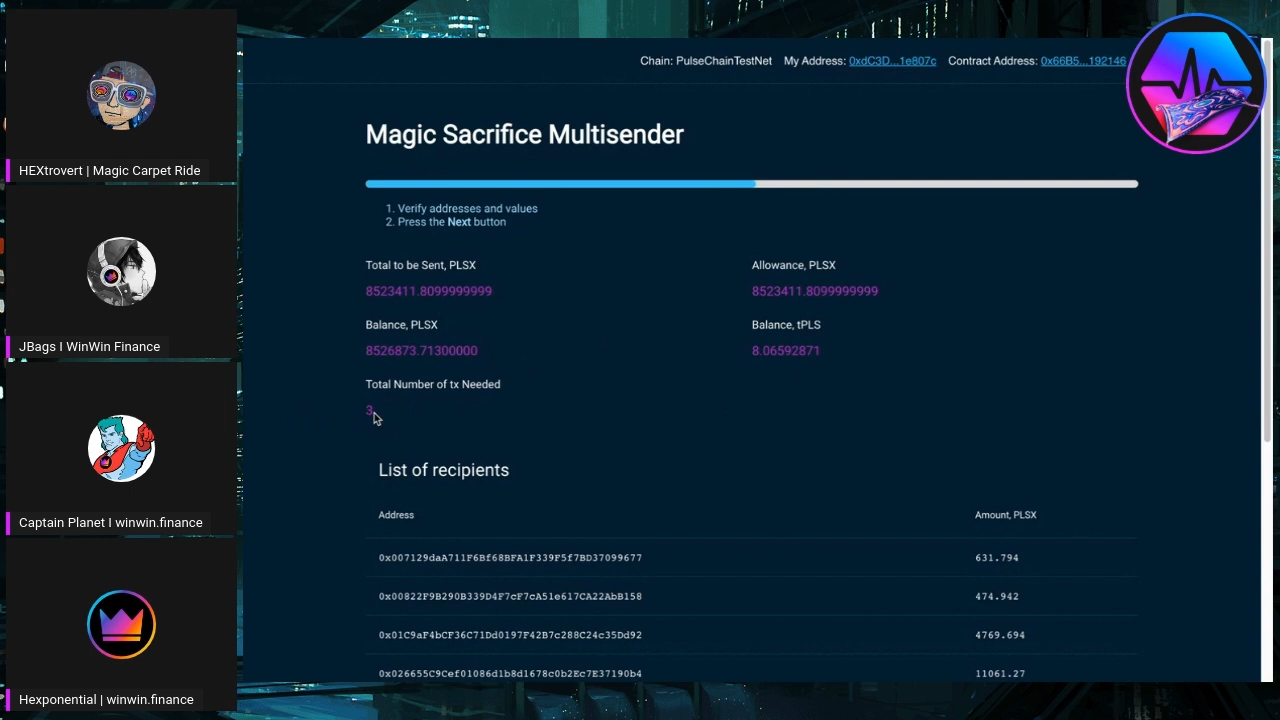 HEXtrovert | Magic Carpet Ride
JBags I WinWin Finance
Captain Planet I winwin.finance
Hexponential | winwin.finance
Chain: PulseChainTestNet My Address: 0xdC3D...1e807c Contract Address: 0x66B5...192146
Magic Sacrifice Multisender
1. Verify addresses and values
2. Press the Next button
Total to be Sent, PLSX
8523411.8099999999
Allowance, PLSX
8523411.8099999999
Balance, PLSX
8526873.71300000
Balance, tPLS
8.06592871
Total Number of tx Needed
3
List of recipients
Address Amount, PLSX
0x007129daA711F6Bf68BFA1F339F5f7BD37099677 631.794
0x00822F9B290B339D4F7cF7cA51e617CA22AbB158 474.942
0x01C9aF4bCF36C71Dd0197F42B7c288C24c35Dd92 4769.694
0x026655C9Cef01086d1b8d1678c0b2Ec7E37190b4 11061.27